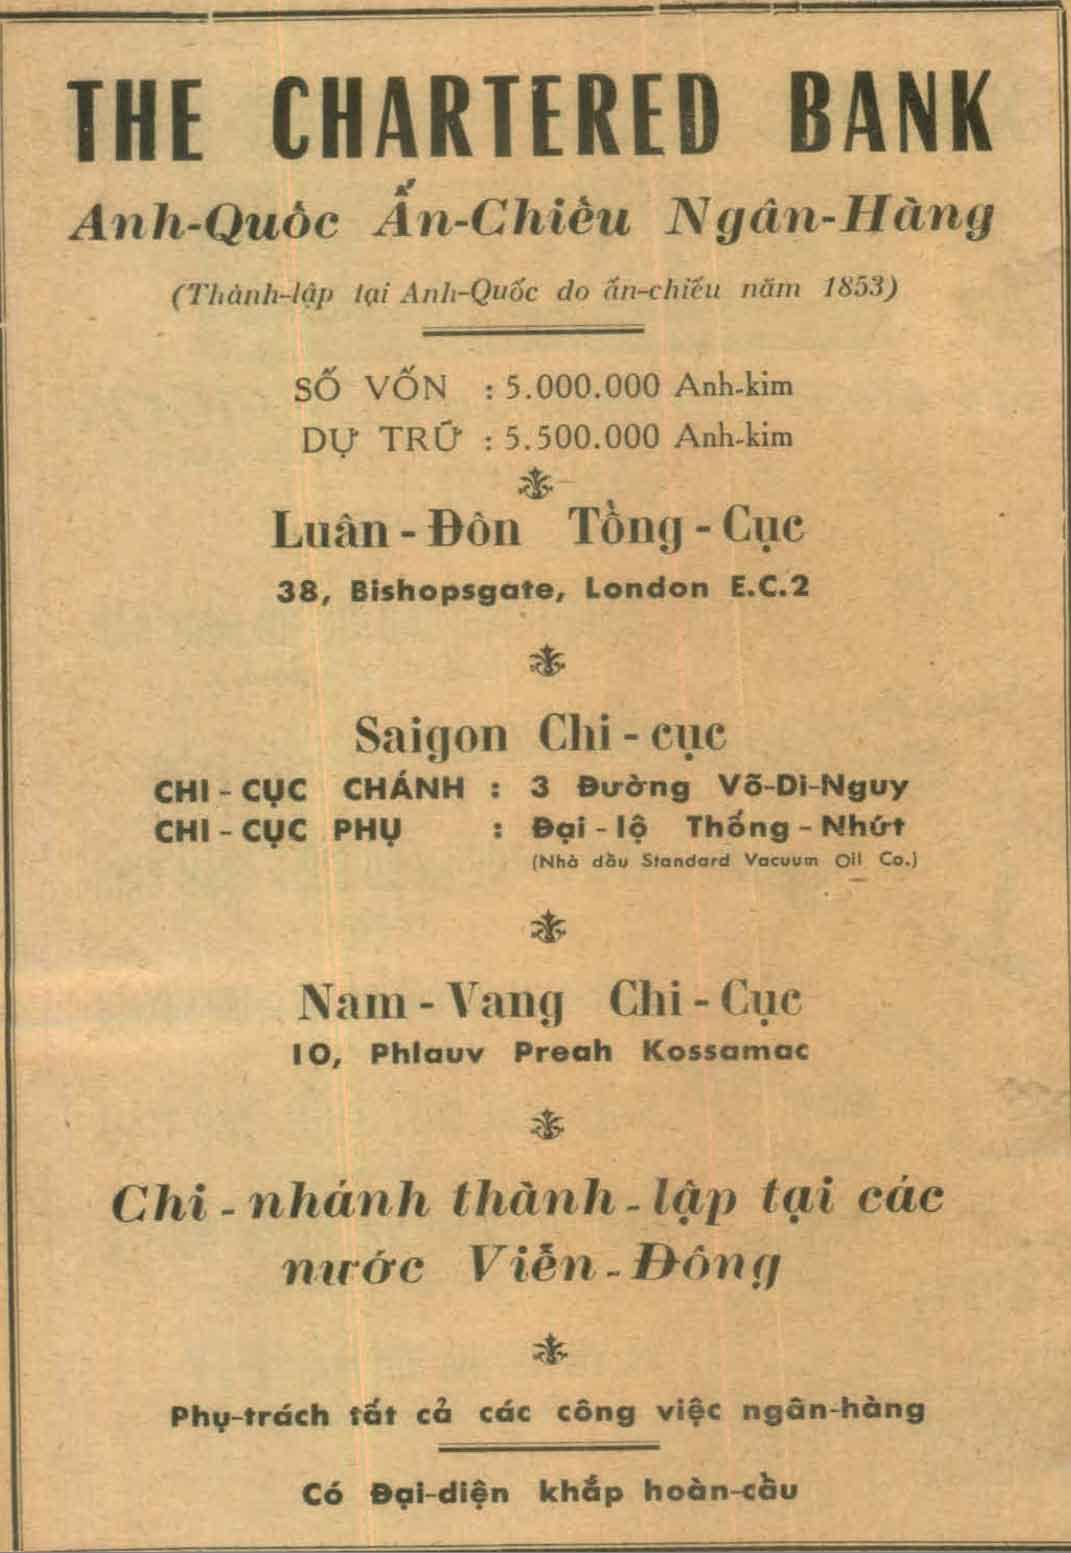 THE CHARTERED BANK
Anh-Quốc Ấn-Chiếu Ngân-Hàng
(Thành-lập tại Anh-Quốc do ấn-chiếu năm 1853)
SỐ VỐN : 5.000.000 Anh-kim
DỰ TRỮ : 5.500.000 Anh-kim
Luân - Đôn Tổng - Cục
38, Bishopsgate, London E.C.2
Saigon Chi - cục
CHI - CỤC CHÁNH : 3 Đường Võ-Di-Nguy
CHI - CỤC PHỤ : Đại - lộ Thống - Nhứt
(Nhà dầu Standard Vacuum Oil Co.)
Nam - Vang Chi - Cục
10, Phlauv Preah Kossamac
Chi - nhánh thành - lập tại các
nước Viễn - Đông
Phụ-trách tất cả các công việc ngân-hàng
Có Đại-diện khắp hoàn-cầu